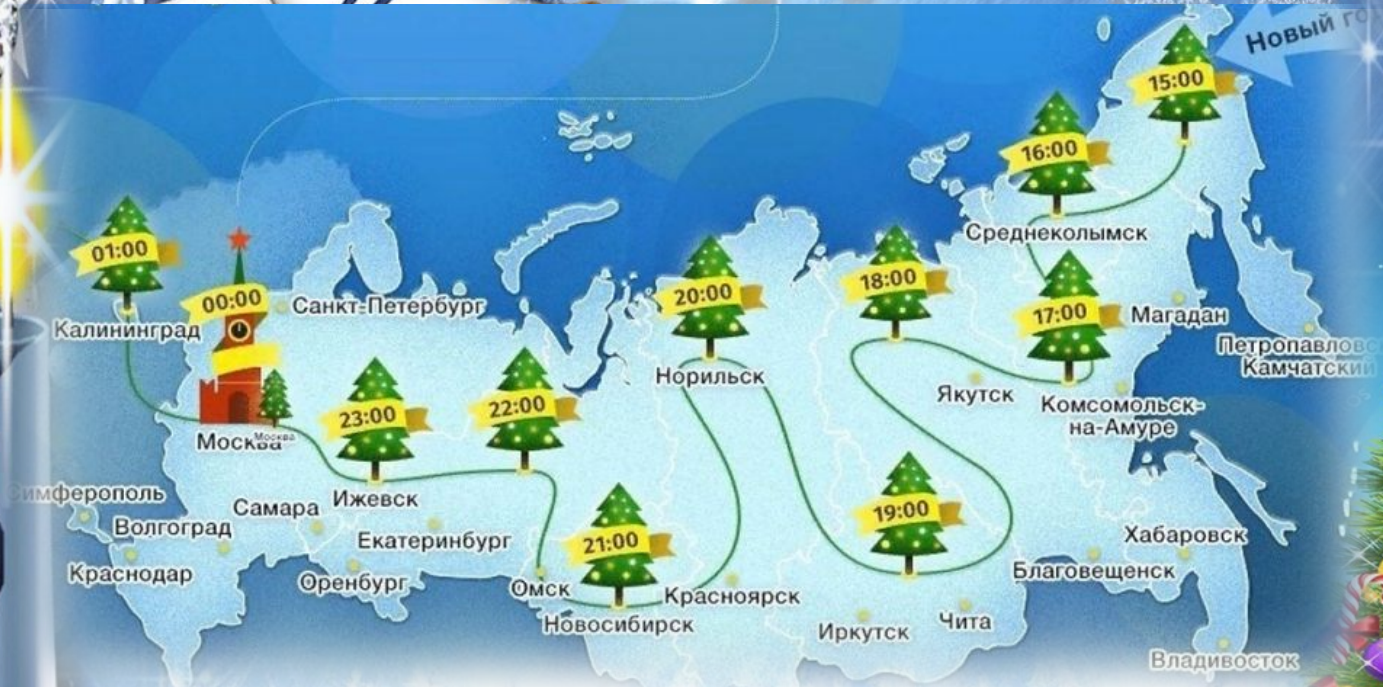 Новый го
15:00
16:00
Среднеколымск
01:00
00:00
Санкт-Петербург
Калининград
20:00
18:00
17:00
Магадан
Петропавловс
Камчатский
Норильск
Якутск
Комсомольск-
на-Амуре
23:00
22:00
Москва
Москва
Ижевск
21:00
19:00
имферополь
Самара
Волгоград
Екатеринбург
Хабаровск
Краснодар
Оренбург
Омск
Красноярск
Благовещенск
Новосибирск
Иркутск
Чита
Владивосток